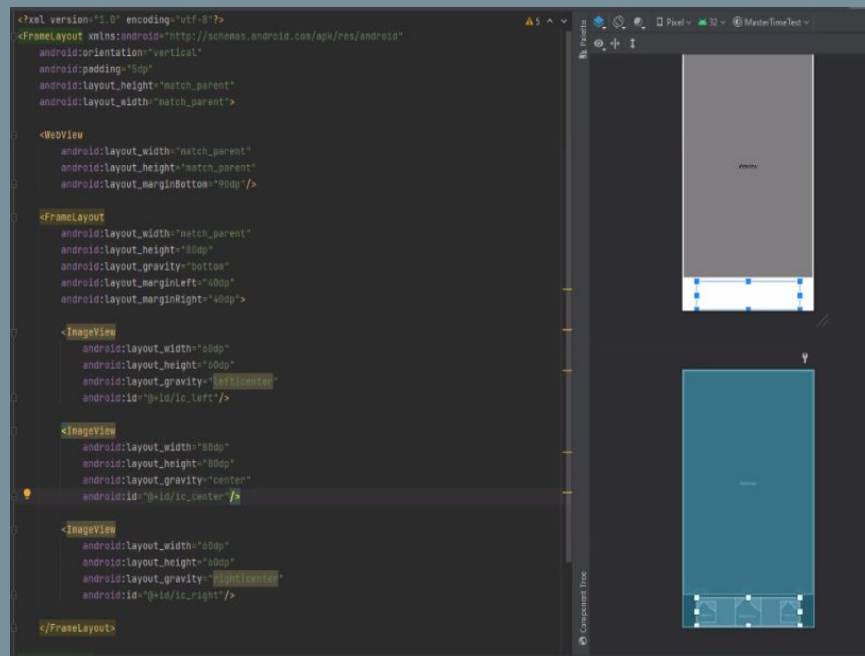 <?xml version="1.0" encoding="utf-8"?>
<FrameLayout xmlns:android="http://schemas.android.com/apk/res/android"
android:orientation="vertical"
android:padding="5dp"
android:layout_height="match_parent"
android:layout_width="match_parent">
<WebView
android:layout_width="match_parent"
android:layout_height="match_parent"
android:layout_marginBottom="90dp"/>
<FrameLayout
android:layout_width="match_parent"
android:layout_height="80dp"
android:layout_gravity="bottom"
android:layout_marginLeft="40dp"
android:layout_marginRight="40dp">
<ImageView
android:layout_width="60dp"
android:layout_height="60dp"
android:layout_gravity="left|center"
android:id="@+id/ic_left"/>
<ImageView
android:layout_width="80dp"
android:layout_height="80dp"
android:layout_gravity="center"
android:id="@+id/ic_center"/>
<ImageView
android:layout_width="60dp"
android:layout_height="60dp"
android:layout_gravity="right|center"
android:id="@+id/ic_right"/>
</FrameLayout>
5
Palette
Pixel
32
MasterTimeTest
WebView
Component Tree